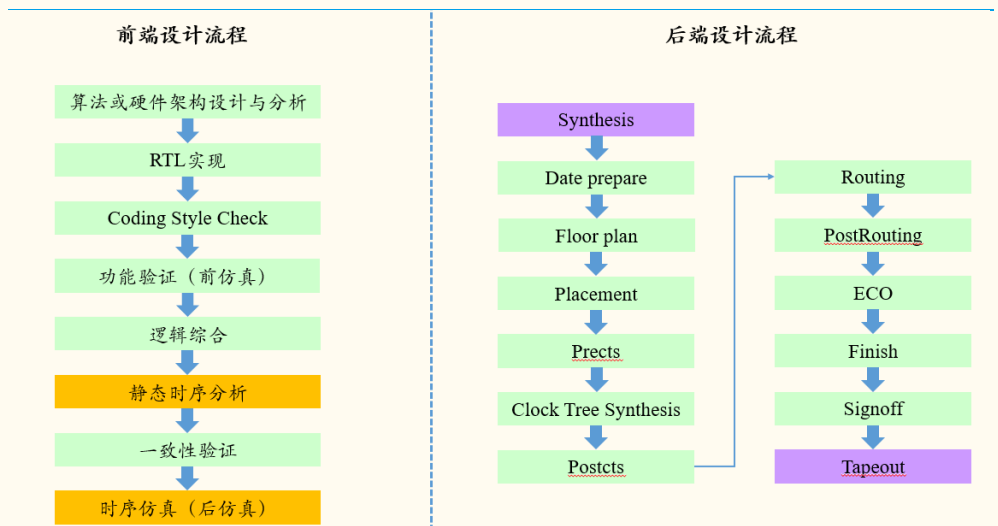 前端设计流程
算法或硬件架构设计与分析
RTL实现
Coding Style Check
功能验证（前仿真）
逻辑综合
静态时序分析
一致性验证
时序仿真（后仿真）
后端设计流程
Synthesis
Date prepare
Floor plan
Placement
Prects
Clock Tree Synthesis
Postcts
Routing
PostRouting
ECO
Finish
Signoff
Tapeout